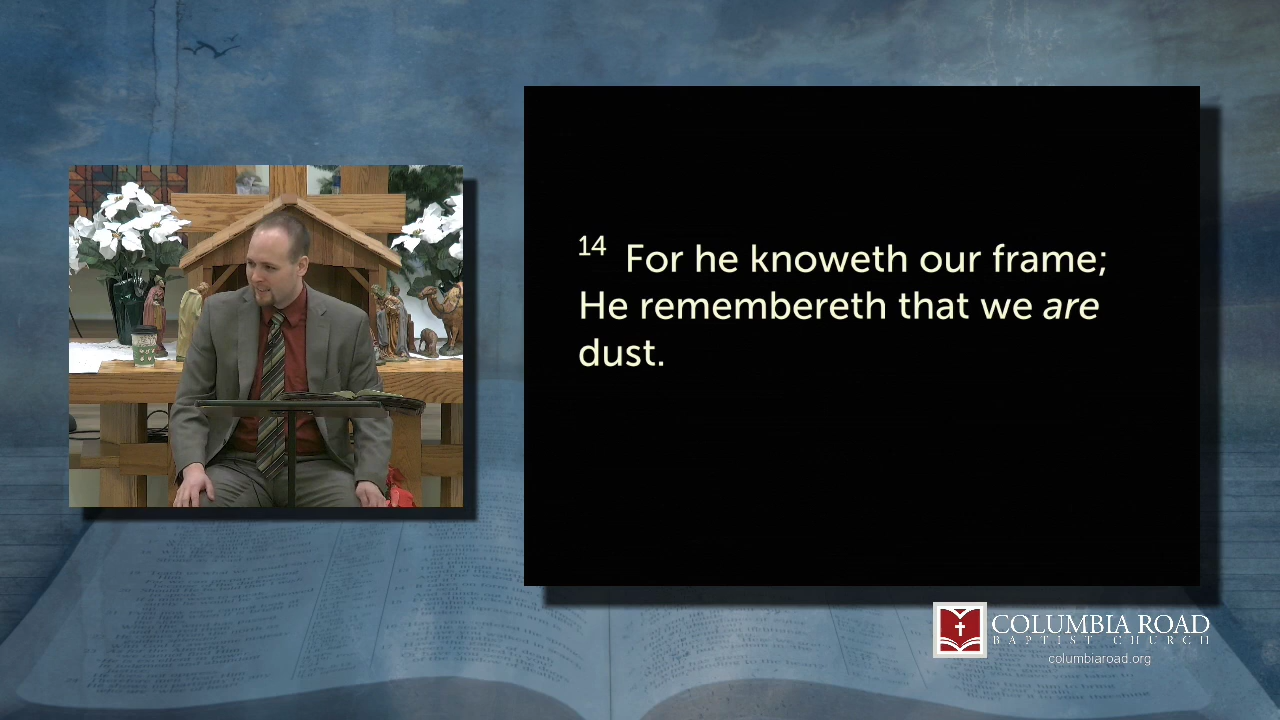 14 For he knoweth our frame;
He remembereth that we are
dust.
COLUMBIA ROAD
BAPTIST CHURCH
columbiaroad.org